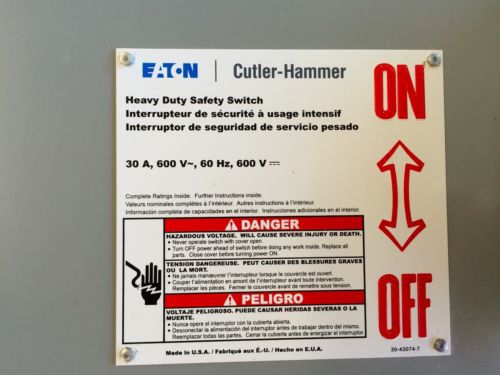 EATON | Cutler-Hammer
ON
Heavy Duty Safety Switch
Interrupteur de sécurité à usage intensif
Interruptor de seguridad de servicio pesado
30 A, 600 V~, 60 Hz, 600 V ⎓
Complete Ratings Inside. Further Instructions inside.
Valeurs nominales complètes à l'intérieur. Autres instructions à l'intérieur.
Información completa de capacidades en el interior. Instrucciones adicionales en el interior.
DANGER
HAZARDOUS VOLTAGE. WILL CAUSE SEVERE INJURY OR DEATH.
• Never operate switch with cover open.
• Turn OFF power ahead of switch before doing any work inside. Replace all
parts. Close cover before turning power ON.
TENSION DANGEREUSE. PEUT CAUSER DES BLESSURES GRAVES
OU LA MORT.
• Ne jamais manœuvrer l'interrupteur lorsque le couvercle est ouvert.
• Couper l'alimentation en amont de l'interrupteur avant toute intervention.
Remplacer les pièces. Fermer le couvercle avant de remettre sous tension.
PELIGRO
VOLTAJE PELIGROSO. PUEDE CAUSAR HERIDAS SEVERAS O LA
MUERTE.
• Nunca opere el interruptor con la cubierta abierta.
• Desconectar la alimentación del interruptor antes de trabajar dentro del mismo.
Reemplazar todas las partes. Cerrar la cubierta antes de energizar el interruptor.
OFF
Made in U.S.A. / Fabriqué aux É.-U. / Hecho en E.U.A.
30-43074-7